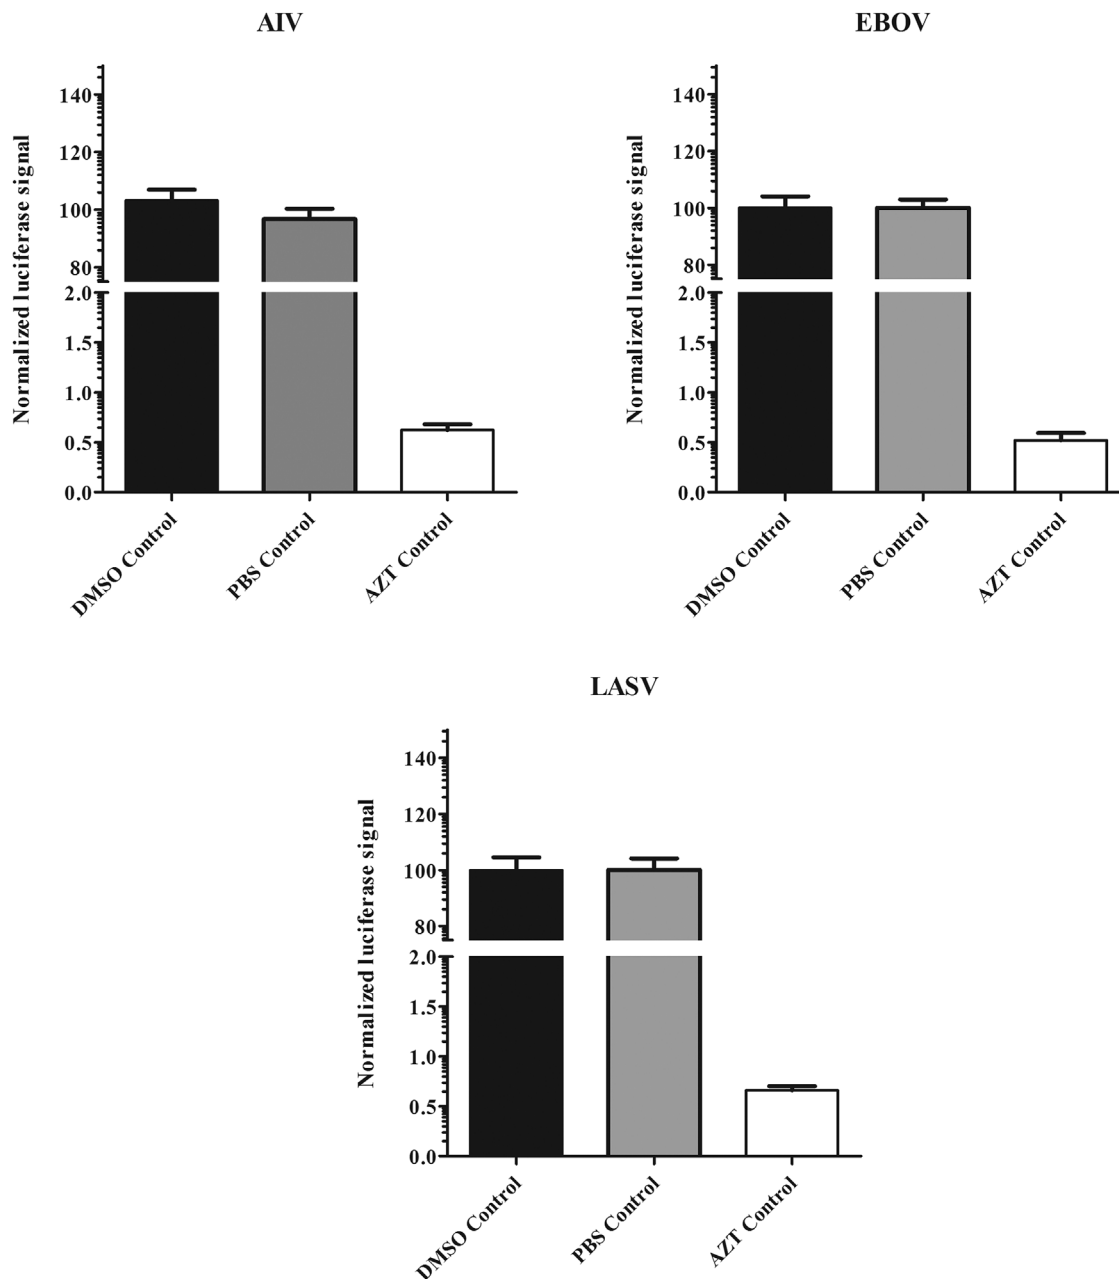 AIV
Normalized luciferase signal
140
120
100
80
2.0
1.5
1.0
0.5
0.0
DMSO Control
PBS Control
AZT Control
EBOV
Normalized luciferase signal
140
120
100
80
2.0
1.5
1.0
0.5
0.0
DMSO Control
PBS Control
AZT Control
LASV
Normalized luciferase signal
140
120
100
80
2.0
1.5
1.0
0.5
0.0
DMSO Control
PBS Control
AZT Control